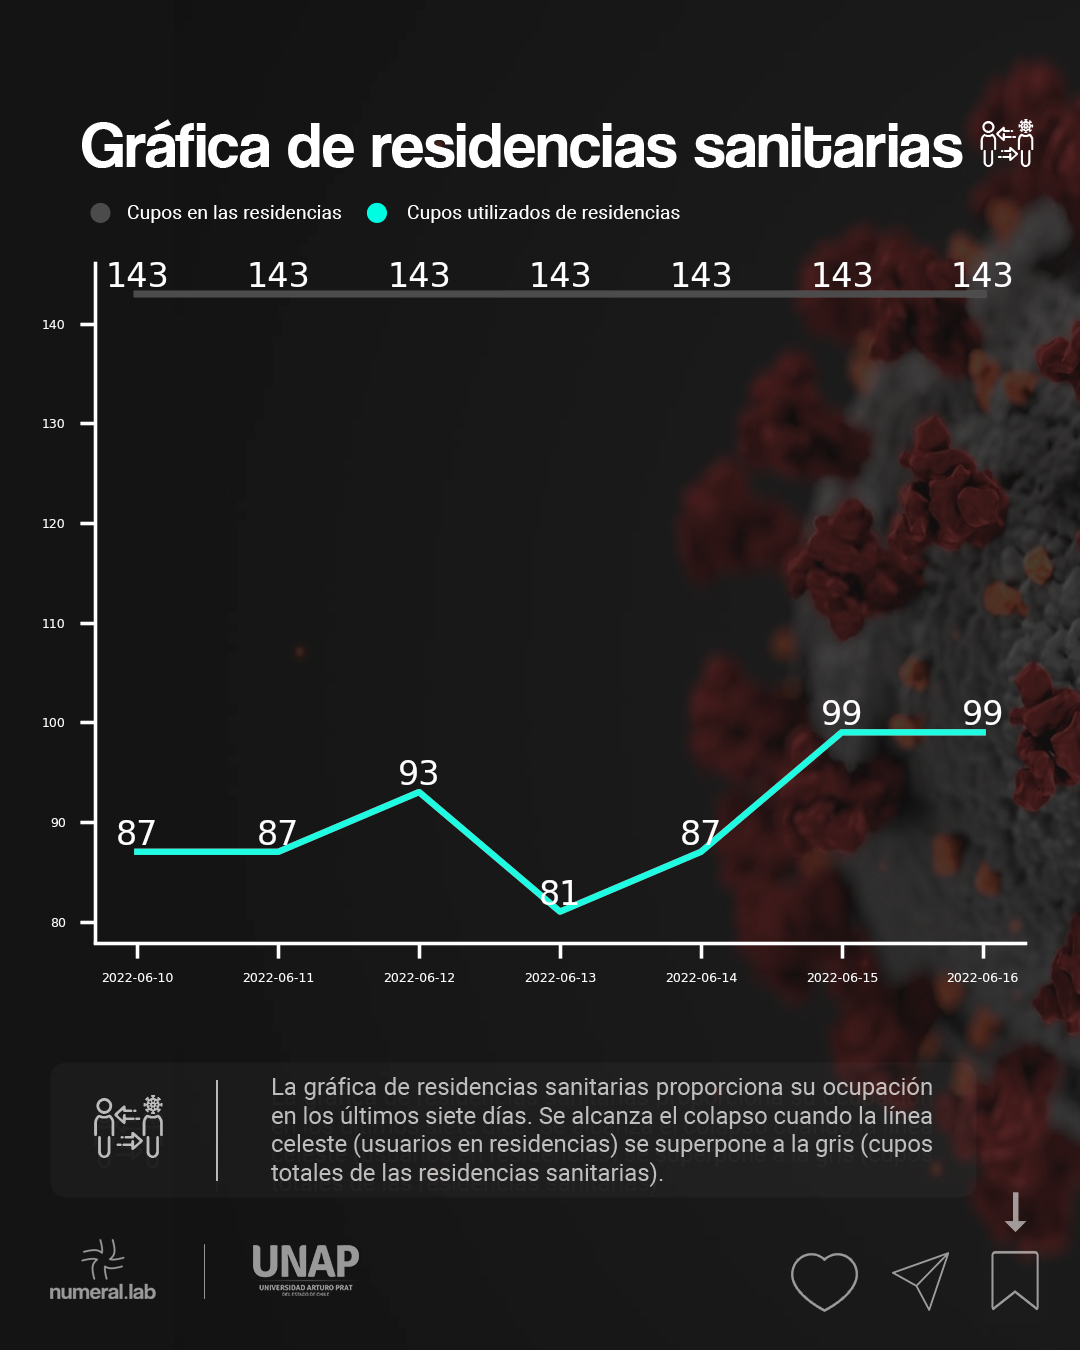 Gráfica de residencias sanitarias
Cupos en las residencias Cupos utilizados de residencias
143 143 143 143 143 143 143
140
130
120
110
100
90
80
87 87 93 81 87 99 99
2022-06-10 2022-06-11 2022-06-12 2022-06-13 2022-06-14 2022-06-15 2022-06-16
La gráfica de residencias sanitarias proporciona su ocupación
en los últimos siete días. Se alcanza el colapso cuando la línea
celeste (usuarios en residencias) se superpone a la gris (cupos
totales de las residencias sanitarias).
numeral.lab
UNAP
UNIVERSIDAD ARTURO PRAT
DEL ESTADO DE CHILE